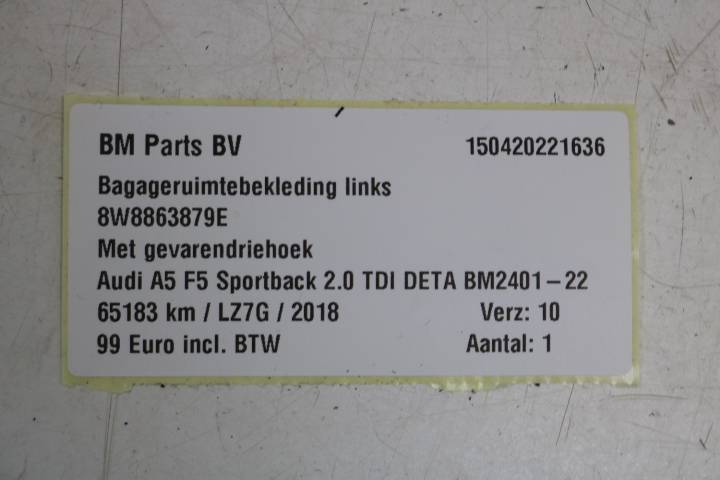 BM Parts BV 150420221636
Bagageruimtebekleding links
8W8863879E
Met gevarendriehoek
Audi A5 F5 Sportback 2.0 TDI DETA BM2401-22
65183 km / LZ7G / 2018 Verz: 10
99 Euro incl. BTW Aantal: 1